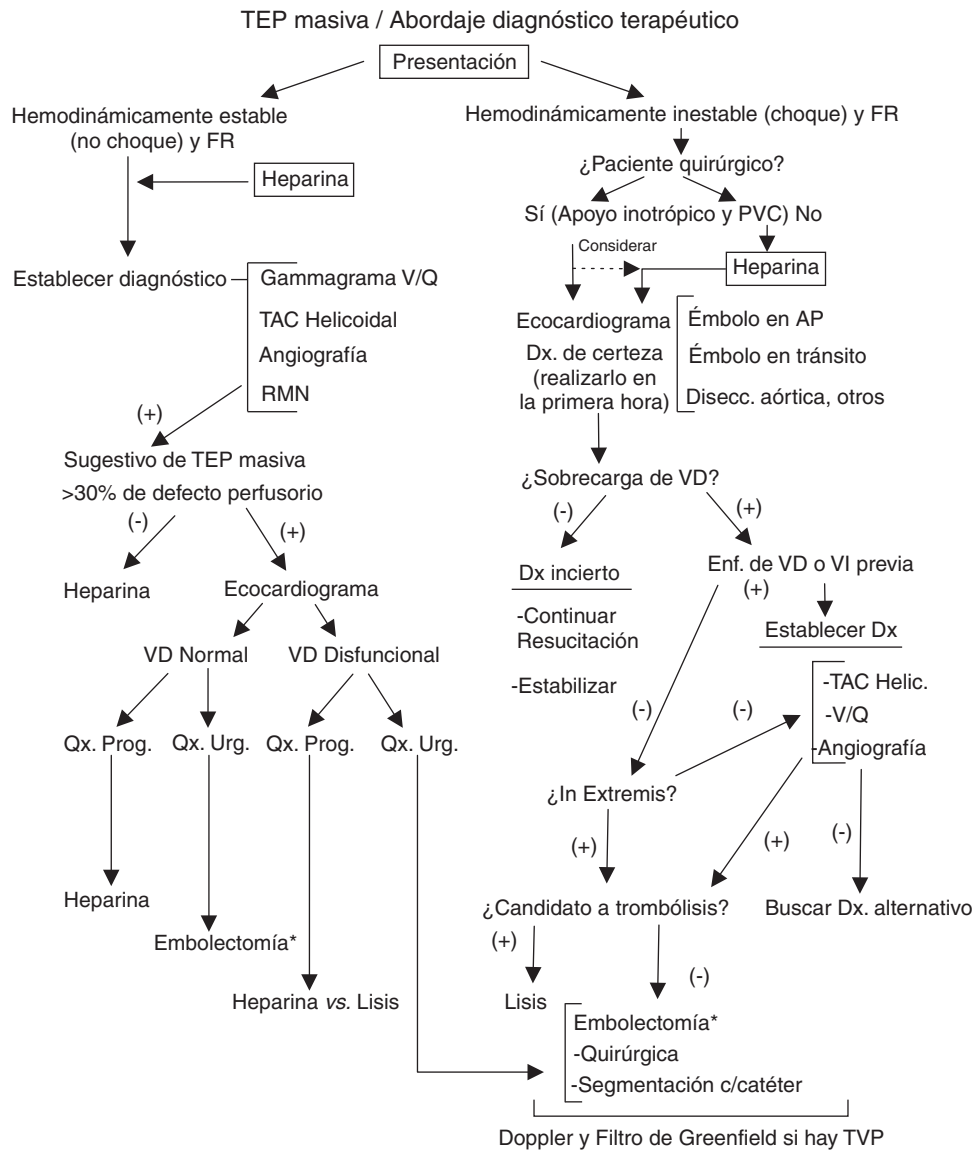 TEP masiva / Abordaje diagnóstico terapéutico
Presentación
Hemodinámicamente estable
(no choque) y FR
Heparina
Establecer diagnóstico
Gammagrama V/Q
TAC Helicoidal
Angiografía
RMN
(+)
Sugestivo de TEP masiva
>30% de defecto perfusorio
(-)
(+)
Heparina
Ecocardiograma
VD Normal
VD Disfuncional
Qx. Prog.
Qx. Urg.
Qx. Prog.
Qx. Urg.
Heparina
Embolectomía*
Heparina vs. Lisis
Hemodinámicamente inestable (choque) y FR
¿Paciente quirúrgico?
Sí (Apoyo inotrópico y PVC) No
Considerar
Heparina
Ecocardiograma
Dx. de certeza
(realizarlo en
la primera hora)
Émbolo en AP
Émbolo en tránsito
Disecc. aórtica, otros
¿Sobrecarga de VD?
(-)
(+)
Dx incierto
-Continuar
Resucitación
-Estabilizar
Enf. de VD o VI previa
(+)
Establecer Dx
-TAC Helic.
-V/Q
-Angiografía
(-)
(-)
¿In Extremis?
(+)
(+)
(-)
¿Candidato a trombólisis?
Buscar Dx. alternativo
(+)
(-)
Lisis
Embolectomía*
-Quirúrgica
-Segmentación c/catéter
Doppler y Filtro de Greenfield si hay TVP